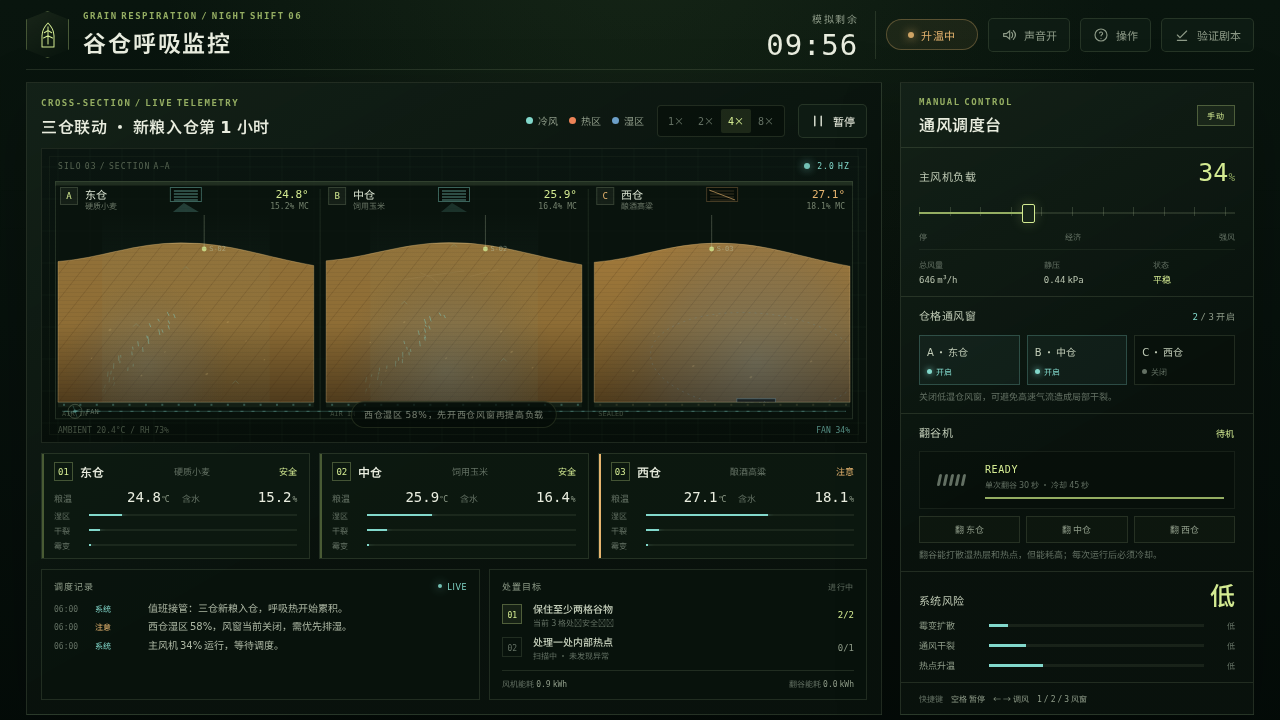 GRAIN RESPIRATION / NIGHT SHIFT 06
谷仓呼吸监控
模拟剩余
09:56
升温中
声音开
操作
验证剧本
CROSS-SECTION / LIVE TELEMETRY
三仓联动 · 新粮入仓第 1 小时
冷风 热区 湿区
1× 2× 4× 8×
暂停
SILO 03 / SECTION A—A
2.0 HZ
A 东仓 24.8°
硬质小麦 15.2% MC
B 中仓 25.9°
饲用玉米 16.4% MC
C 西仓 27.1°
酿酒高粱 18.1% MC
FAN
SEALED
西仓湿区 58%，先开西仓风窗再提高负载
AMBIENT 20.4°C / RH 73%
FAN 34%
01 东仓 硬质小麦 安全
粮温 24.8℃ 含水 15.2%
湿区
干裂
霉变
02 中仓 饲用玉米 安全
粮温 25.9℃ 含水 16.4%
湿区
干裂
霉变
03 西仓 酿酒高粱 注意
粮温 27.1℃ 含水 18.1%
湿区
干裂
霉变
调度记录
LIVE
06:00 系统 值班接管：三仓新粮入仓，呼吸热开始累积。
06:00 注意 西仓湿区 58%，风窗当前关闭，需优先排湿。
06:00 系统 主风机 34% 运行，等待调度。
处置目标
进行中
01 保住至少两格谷物 2/2
当前 3 格处安全
02 处理一处内部热点 0/1
扫描中 · 未发现异常
风机能耗 0.9 kWh
翻谷能耗 0.0 kWh
MANUAL CONTROL
通风调度台
手动
主风机负载
34%
停 经济 强风
总风量 静压 状态
646 m³/h 0.44 kPa 平稳
仓格通风窗
2 / 3 开启
A · 东仓
开启
B · 中仓
开启
C · 西仓
关闭
关闭低湿仓风窗，可避免高速气流造成局部干裂。
翻谷机
待机
READY
单次翻谷 30 秒 · 冷却 45 秒
翻 东仓
翻 中仓
翻 西仓
翻谷能打散湿热层和热点，但能耗高；每次运行后必须冷却。
系统风险
低
霉变扩散 低
通风干裂 低
热点升温 低
快捷键 空格 暂停 ←→ 调风 1 / 2 / 3 风窗